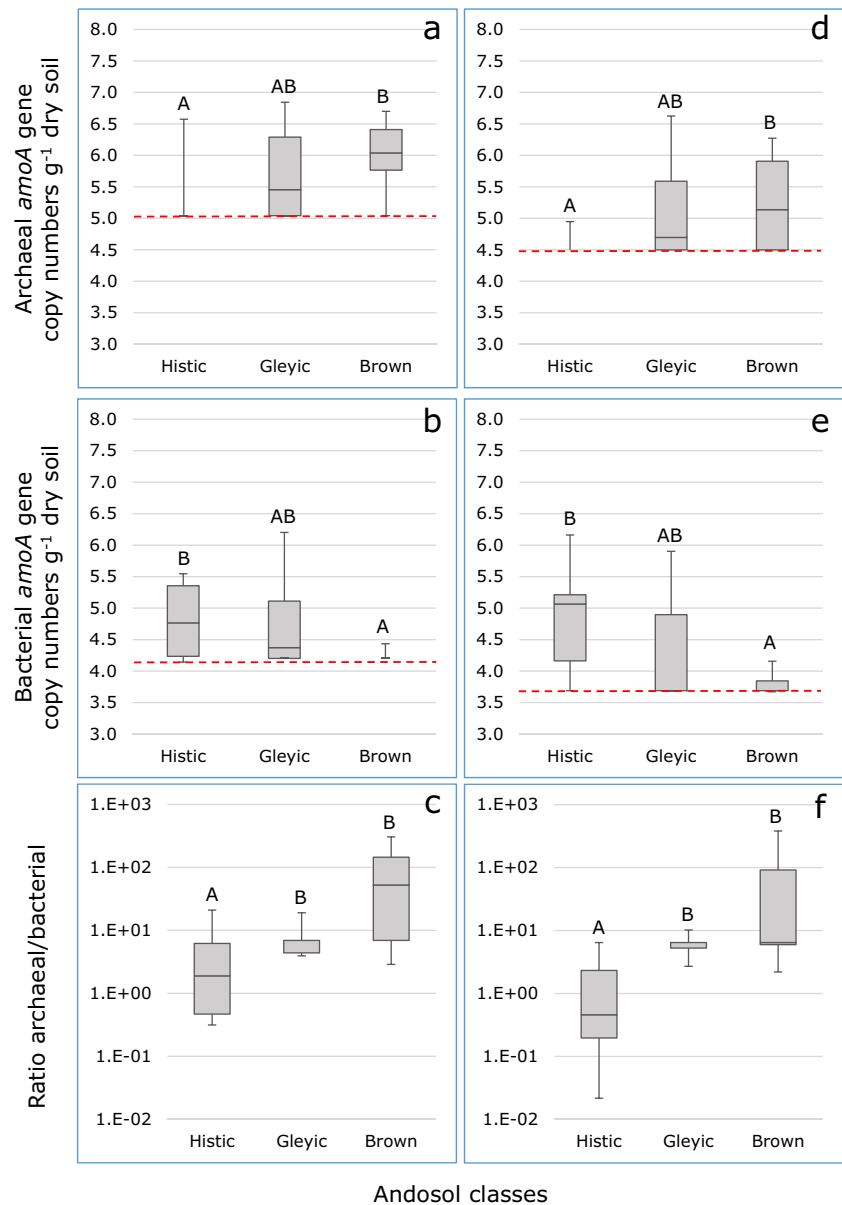 Archaeal amoA gene
copy numbers g⁻¹ dry soil
a
8.0
7.5
7.0
6.5
6.0
5.5
5.0
4.5
4.0
3.5
3.0
A
AB
B
Histic Gleyic Brown
d
8.0
7.5
7.0
6.5
6.0
5.5
5.0
4.5
4.0
3.5
3.0
A
AB
B
Histic Gleyic Brown
Bacterial amoA gene
copy numbers g⁻¹ dry soil
b
8.0
7.5
7.0
6.5
6.0
5.5
5.0
4.5
4.0
3.5
3.0
B
AB
A
Histic Gleyic Brown
e
8.0
7.5
7.0
6.5
6.0
5.5
5.0
4.5
4.0
3.5
3.0
B
AB
A
Histic Gleyic Brown
Ratio archaeal/bacterial
c
1.E+03
1.E+02
1.E+01
1.E+00
1.E-01
1.E-02
A
B
B
Histic Gleyic Brown
f
1.E+03
1.E+02
1.E+01
1.E+00
1.E-01
1.E-02
A
B
B
Histic Gleyic Brown
Andosol classes